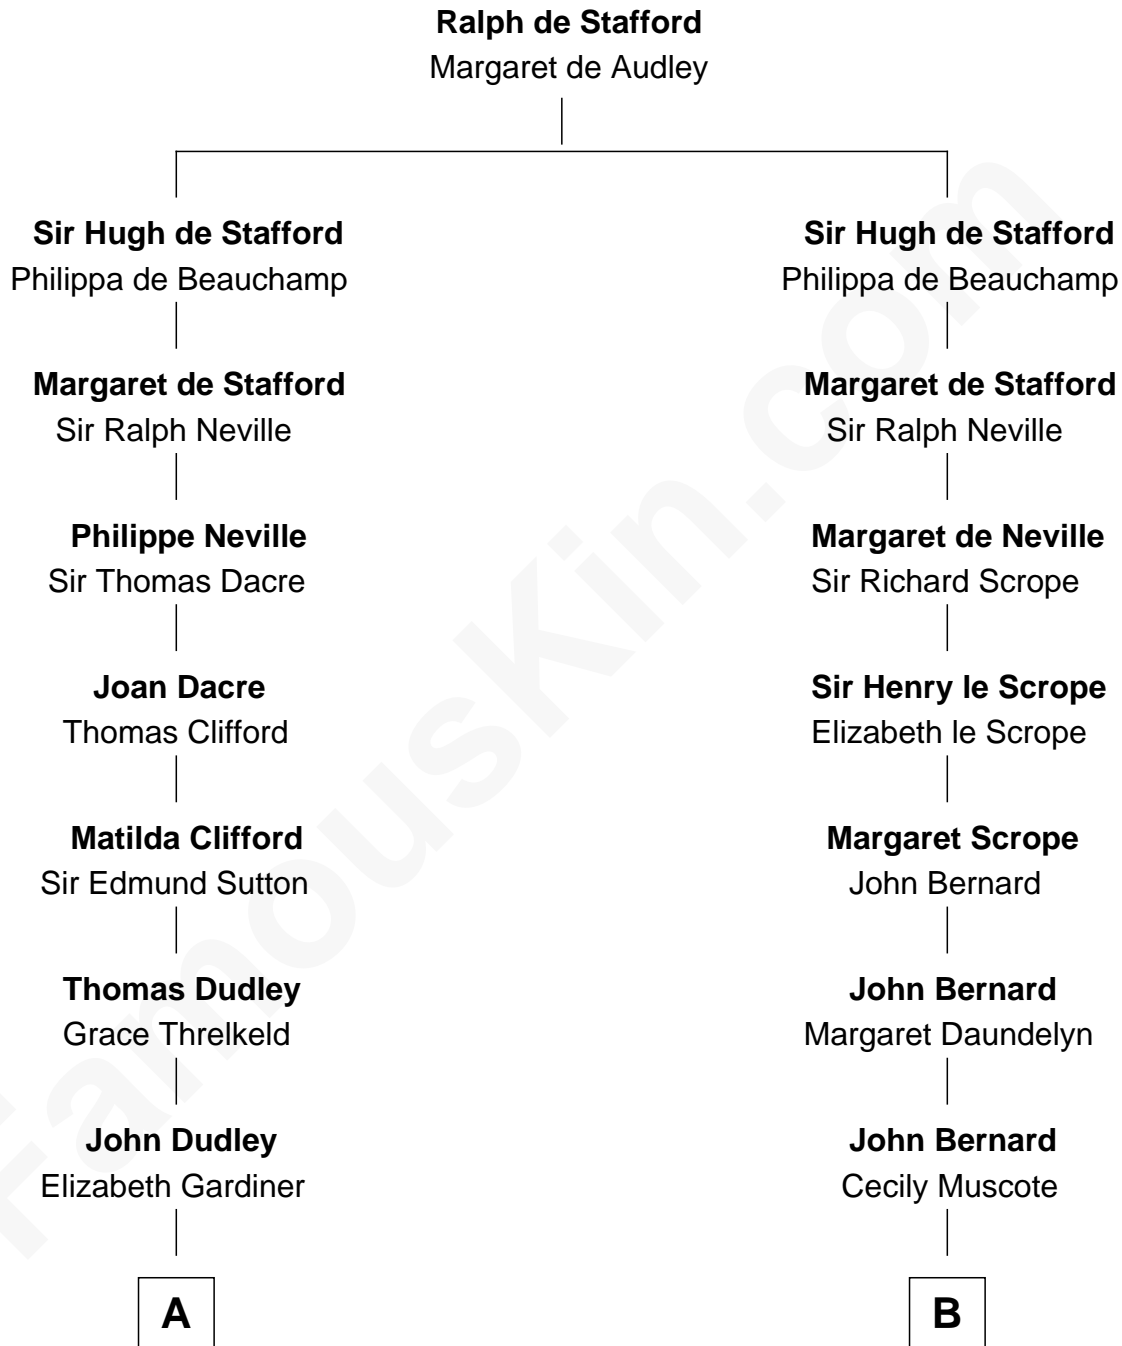 Ralph de Stafford
Margaret de Audley
Sir Hugh de Stafford
Philippa de Beauchamp
Margaret de Stafford
Sir Ralph Neville
Philippe Neville
Sir Thomas Dacre
Joan Dacre
Thomas Clifford
Matilda Clifford
Sir Edmund Sutton
Thomas Dudley
Grace Threlkeld
John Dudley
Elizabeth Gardiner
A
Sir Hugh de Stafford
Philippa de Beauchamp
Margaret de Stafford
Sir Ralph Neville
Margaret de Neville
Sir Richard Scrope
Sir Henry le Scrope
Elizabeth le Scrope
Margaret Scrope
John Bernard
John Bernard
Margaret Daundelyn
John Bernard
Cecily Muscote
B
FamousKin.com